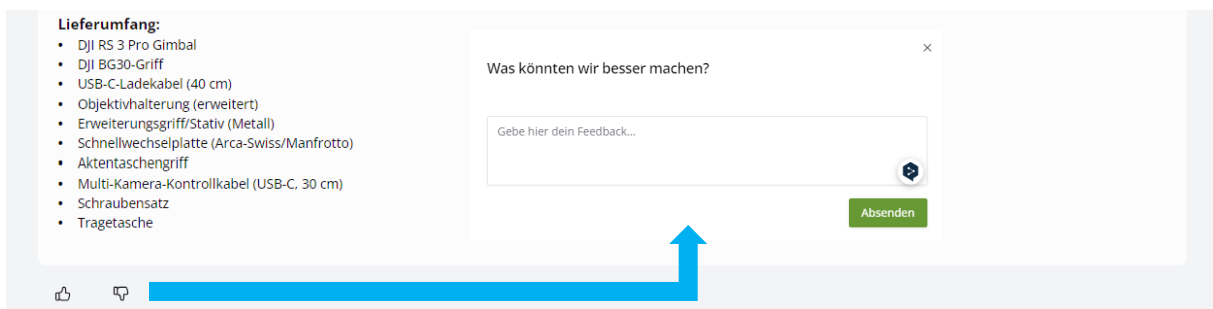 Lieferumfang:
• DJI RS 3 Pro Gimbal
• DJI BG30-Griff
• USB-C-Ladekabel (40 cm)
• Objektivhalterung (erweitert)
• Erweiterungsgriff/Stativ (Metall)
• Schnellwechselplatte (Arca-Swiss/Manfrotto)
• Aktentaschengriff
• Multi-Kamera-Kontrollkabel (USB-C, 30 cm)
• Schraubensatz
• Tragetasche
Was könnten wir besser machen?
Gebe hier dein Feedback...
Absenden